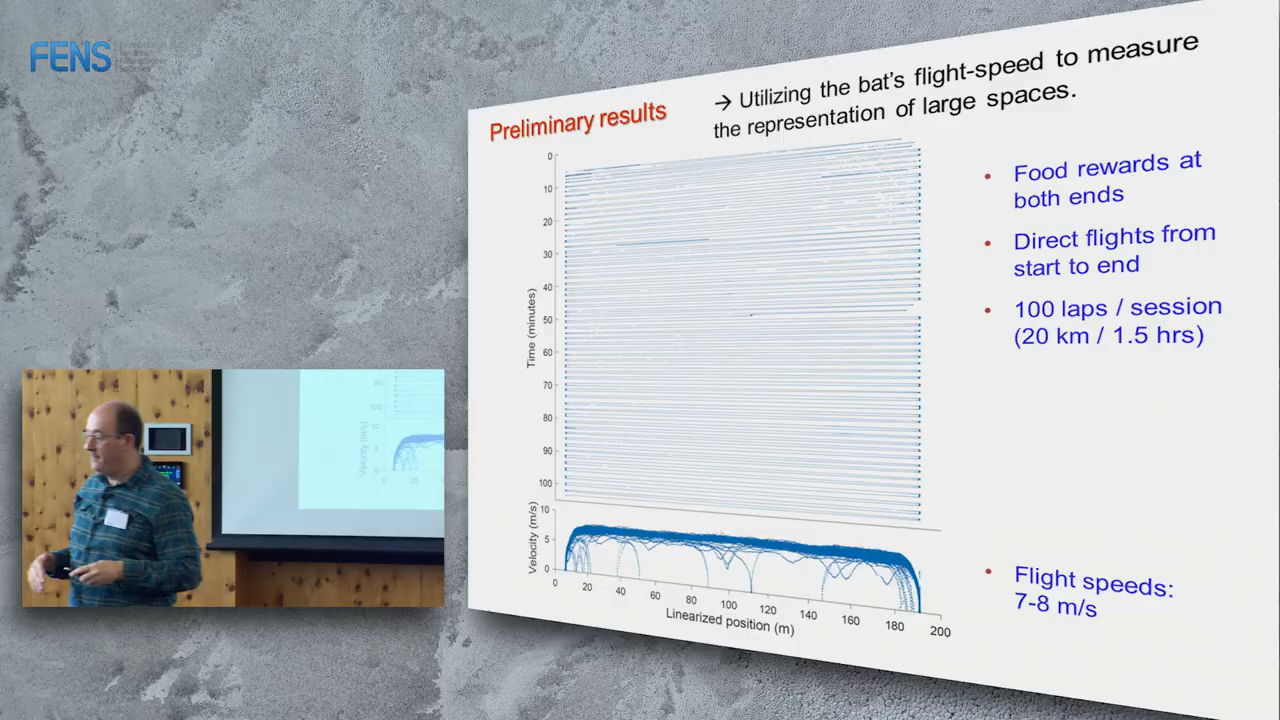 FENS
Preliminary results
→ Utilizing the bat's flight-speed to measure
the representation of large spaces.
• Food rewards at
both ends
• Direct flights from
start to end
• 100 laps / session
(20 km / 1.5 hrs)
• Flight speeds:
7-8 m/s
Time (minutes)
0
10
20
30
40
50
60
70
80
90
100
Velocity (m/s)
10
5
0
0 20 40 60 80 100 120 140 160 180 200
Linearized position (m)